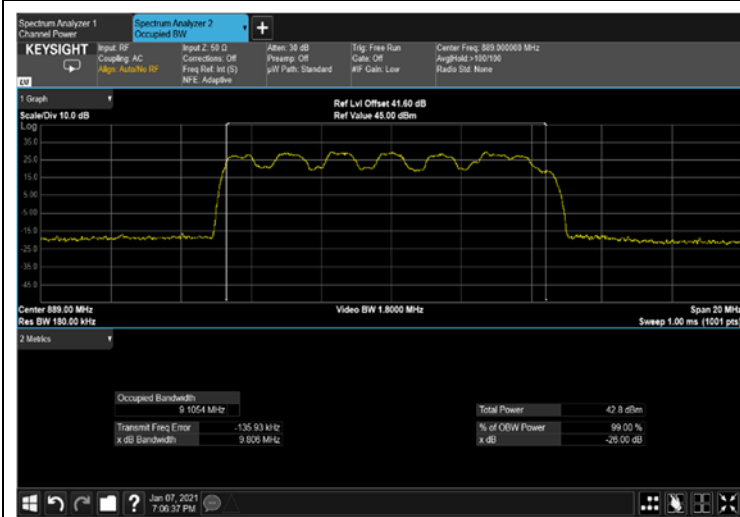 Spectrum Analyzer 1
Channel Power
Spectrum Analyzer 2
Occupied BW
+
KEYSIGHT
Input: RF
Coupling: AC
Align: Auto/No RF
Input Z: 50 Ω
Corrections: Off
Freq Ref: Int (S)
NFE: Adaptive
Atten: 30 dB
Preamp: Off
µW Path: Standard
Trig: Free Run
Gate: Off
#IF Gain: Low
Center Freq: 889.000000 MHz
Avg|Hold:>100/100
Radio Std: None
1 Graph
Scale/Div 10.0 dB
Ref Lvl Offset 41.60 dB
Ref Value 45.00 dBm
Log
35.0
25.0
15.0
5.00
-5.00
-15.0
-25.0
-35.0
-45.0
Center 889.00 MHz
Res BW 180.00 kHz
Video BW 1.8000 MHz
Span 20 MHz
Sweep 1.00 ms (1001 pts)
2 Metrics
Occupied Bandwidth
9.1054 MHz
Transmit Freq Error -135.93 kHz
x dB Bandwidth 9.806 MHz
Total Power 42.8 dBm
% of OBW Power 99.00 %
x dB -26.00 dB
?
Jan 07, 2021
7:06:37 PM